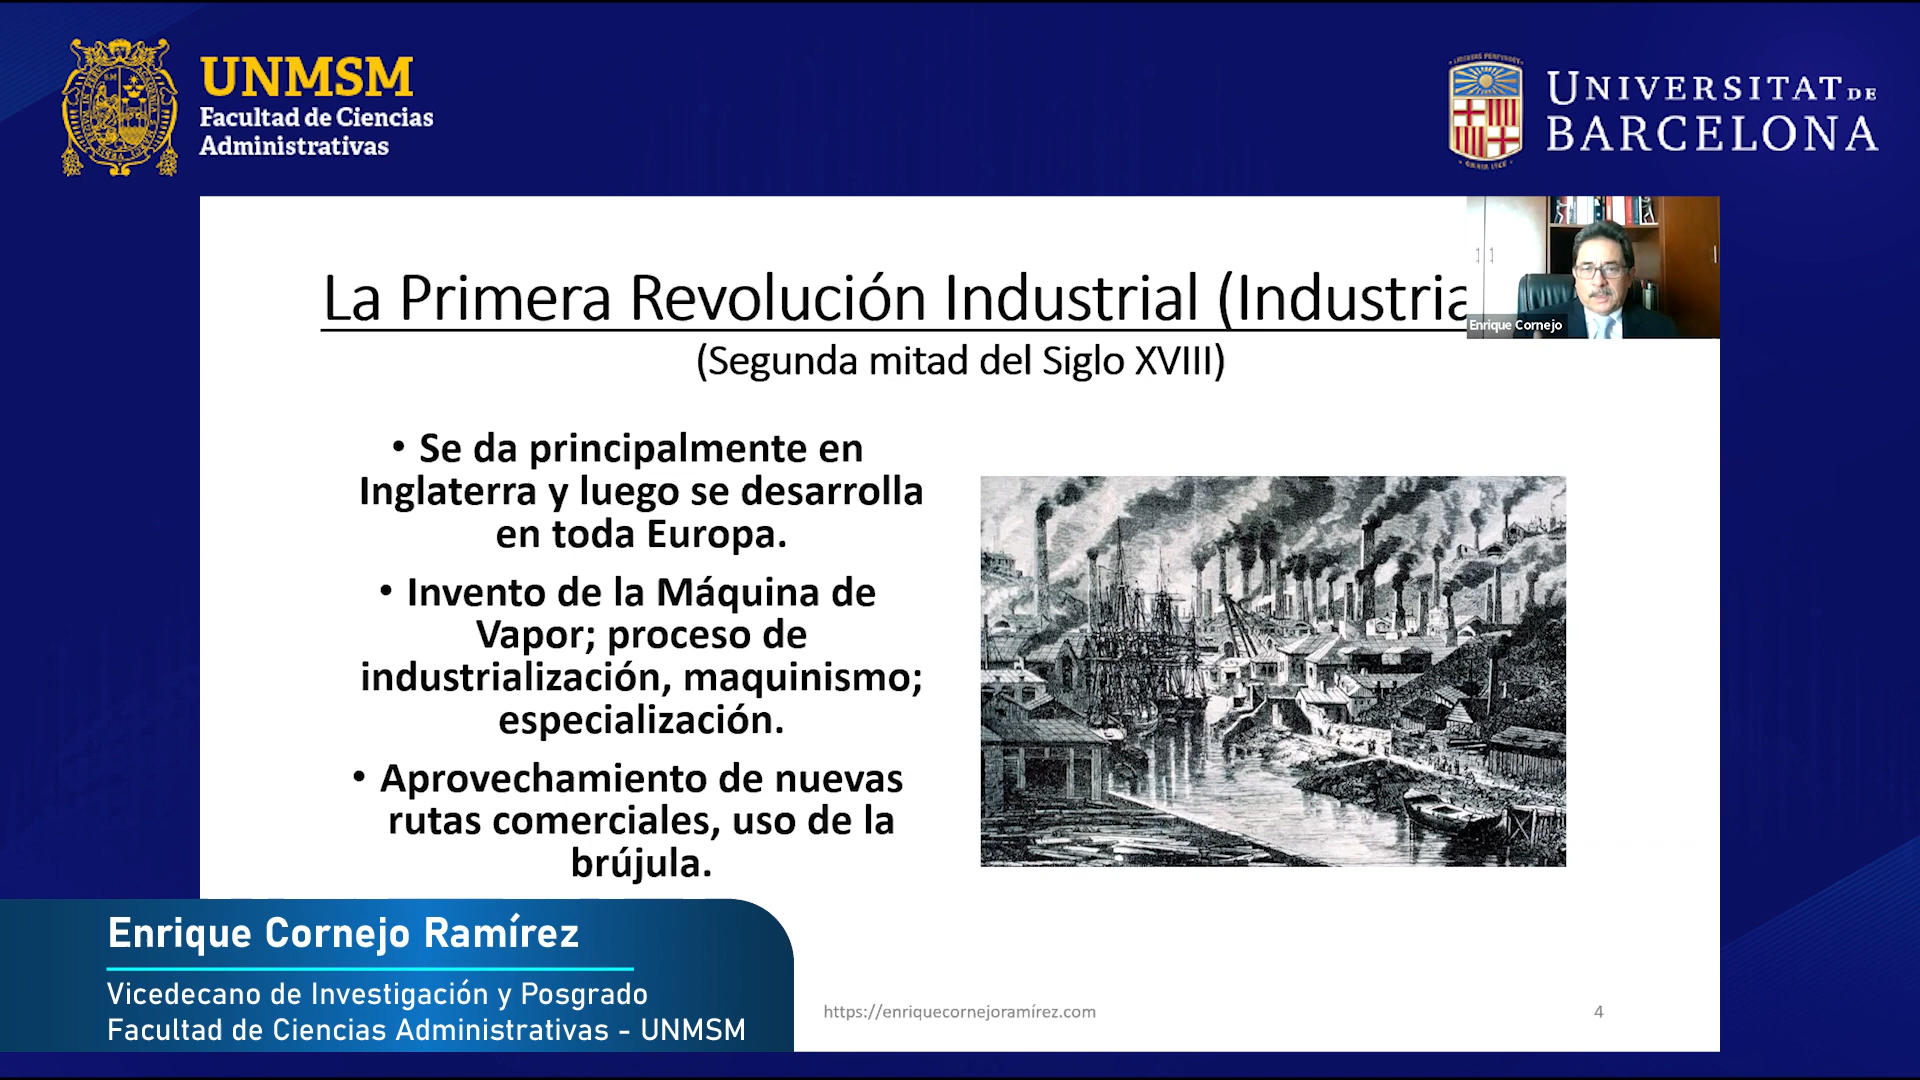 UNMSM
Facultad de Ciencias
Administrativas
UNIVERSITAT DE
BARCELONA
La Primera Revolución Industrial (Industria
(Segunda mitad del Siglo XVIII)
Enrique Cornejo
• Se da principalmente en
Inglaterra y luego se desarrolla
en toda Europa.
• Invento de la Máquina de
Vapor; proceso de
industrialización, maquinismo;
especialización.
• Aprovechamiento de nuevas
rutas comerciales, uso de la
brújula.
Enrique Cornejo Ramírez
Vicedecano de Investigación y Posgrado
Facultad de Ciencias Administrativas - UNMSM
https://enriquecornejoramírez.com
4